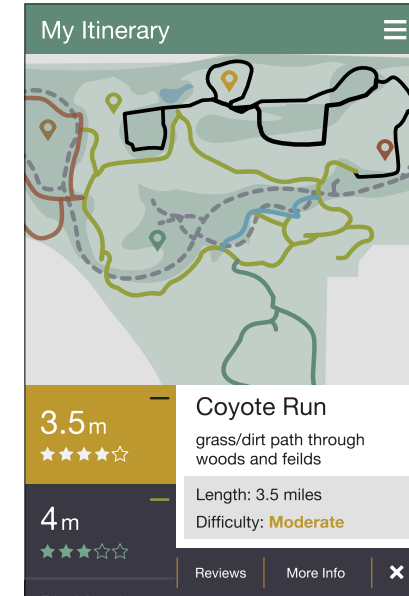 My Itinerary
3.5m
4m
Coyote Run
grass/dirt path through
woods and feilds
Length: 3.5 miles
Difficulty: Moderate
Reviews
More Info